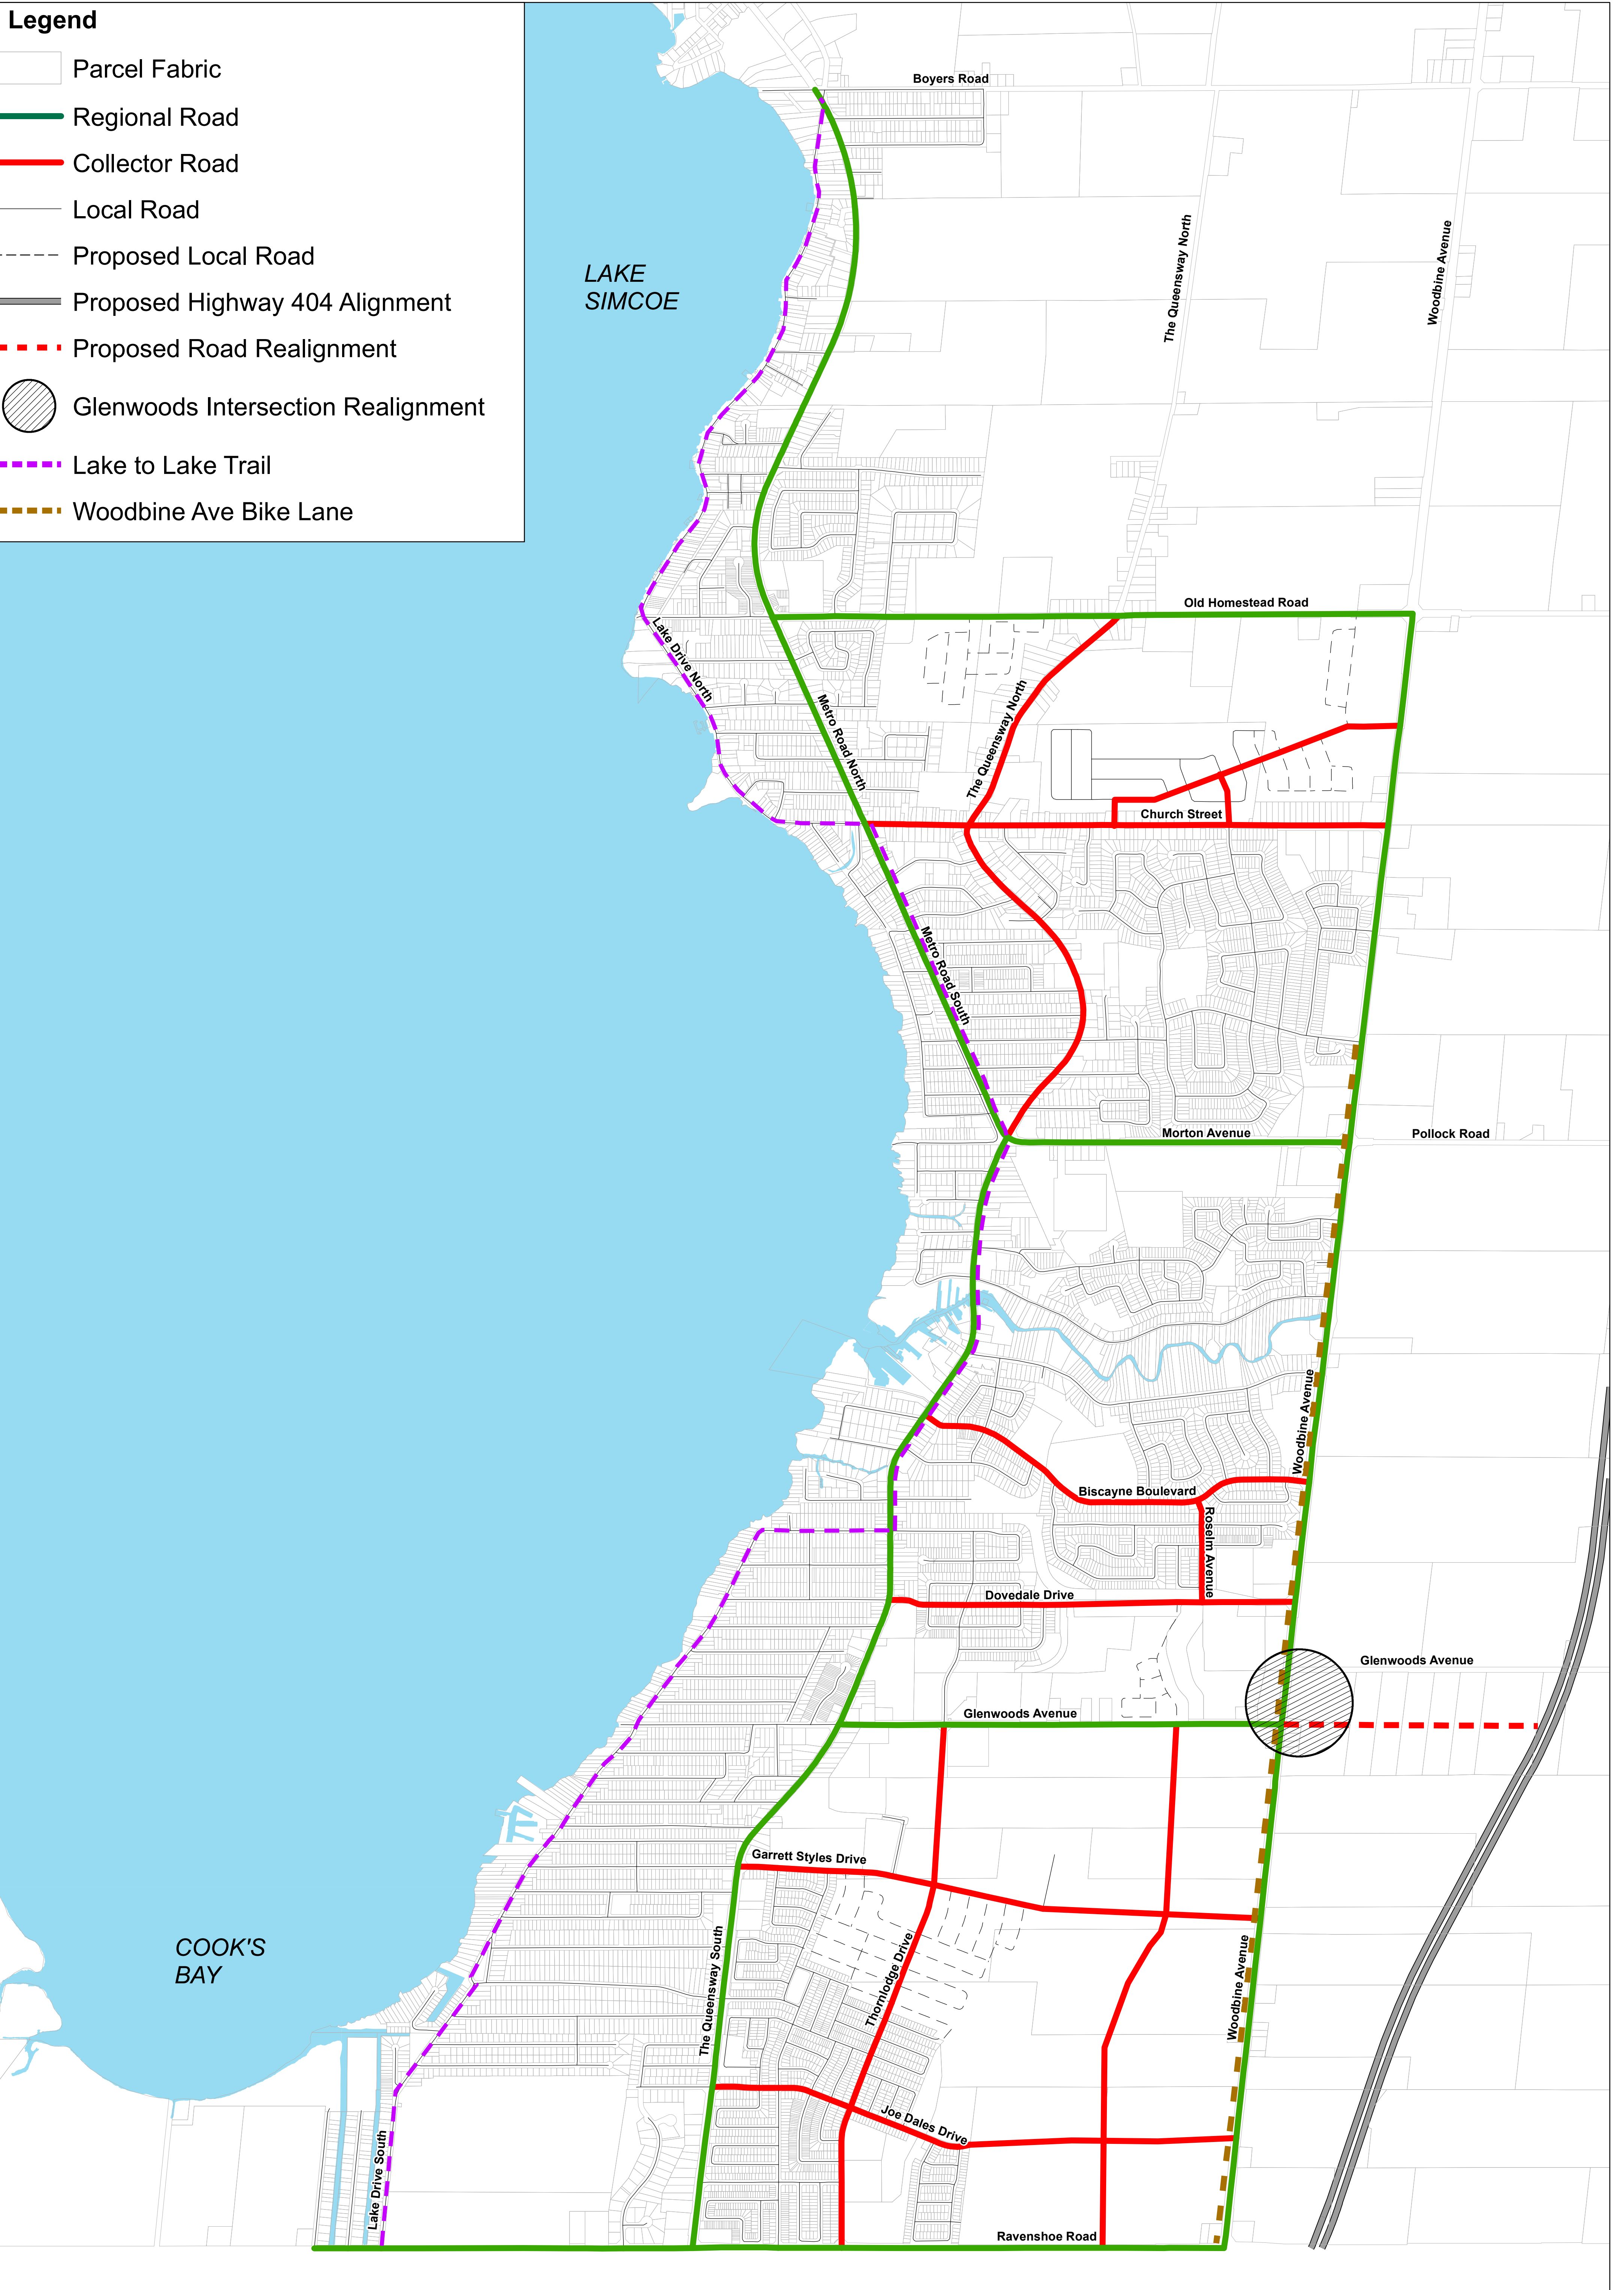 Legend
Parcel Fabric
Regional Road
Collector Road
Local Road
Proposed Local Road
Proposed Highway 404 Alignment
Proposed Road Realignment
Glenwoods Intersection Realignment
Lake to Lake Trail
Woodbine Ave Bike Lane
Boyers Road
LAKE
SIMCOE
The Queensway North
Woodbine Avenue
Old Homestead Road
Lake Drive North
Metro Road North
The Queensway North
Church Street
Metro Road South
Morton Avenue
Pollock Road
Woodbine Avenue
Biscayne Boulevard
Roselm Avenue
Dovedale Drive
Glenwoods Avenue
Glenwoods Avenue
Garrett Styles Drive
COOK'S
BAY
The Queensway South
Thornlodge Drive
Woodbine Avenue
Joe Dales Drive
Lake Drive South
Ravenshoe Road